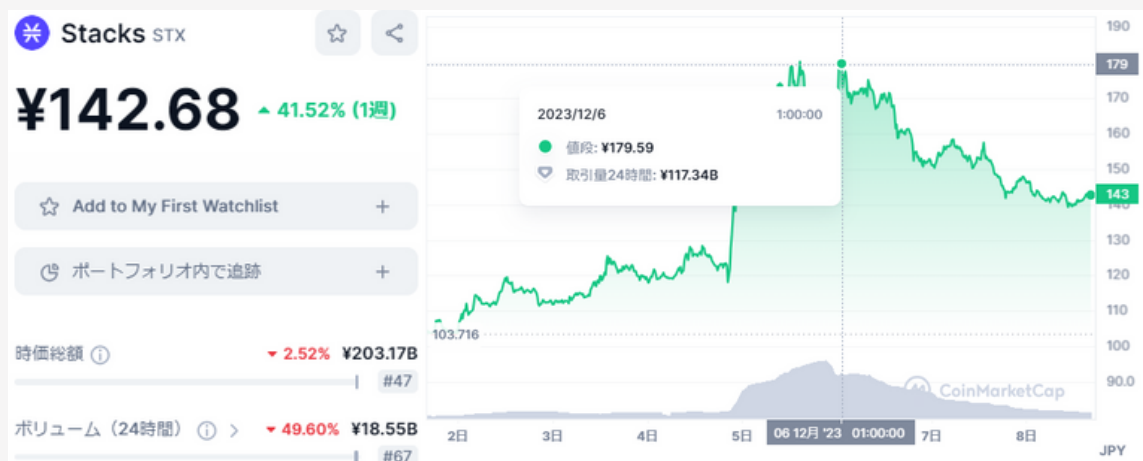 Stacks STX
¥142.68 ▲ 41.52% (1週)
Add to My First Watchlist +
ポートフォリオ内で追跡 +
時価総額 ▼ 2.52% ¥203.17B
#47
ボリューム（24時間） > ▼ 49.60% ¥18.55B
#67
2023/12/6 1:00:00
値段: ¥179.59
取引量24時間: ¥117.34B
103.716
190
179
170
160
150
143
140
130
120
110
100
90.0
CoinMarketCap
2日 3日 4日 5日 06 12月 '23 01:00:00 7日 8日
JPY